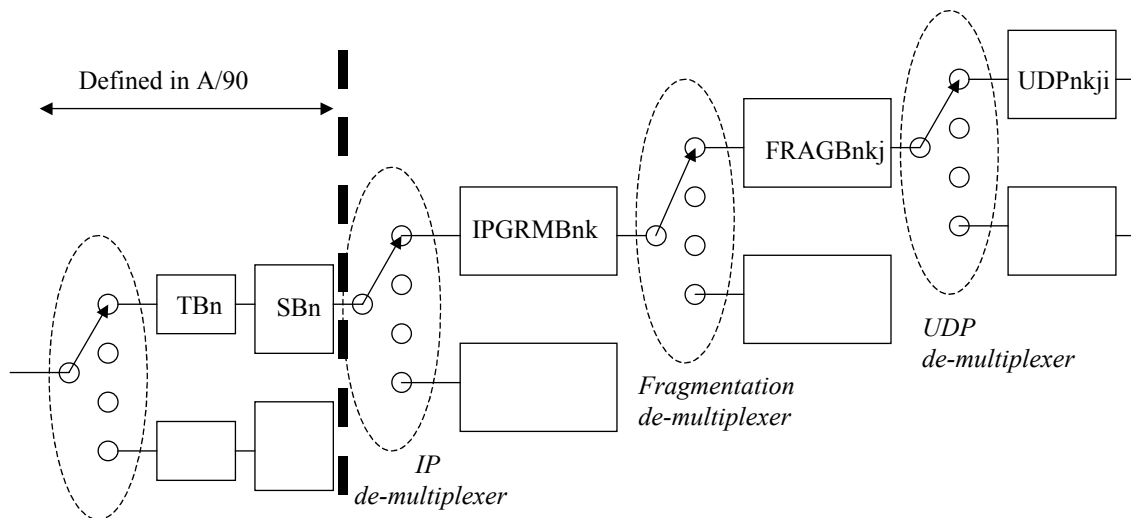 Defined in A/90
UDPnkji
FRAGBnkj
IPGRMBnk
TBn
SBn
UDP
de-multiplexer
Fragmentation
de-multiplexer
IP
de-multiplexer